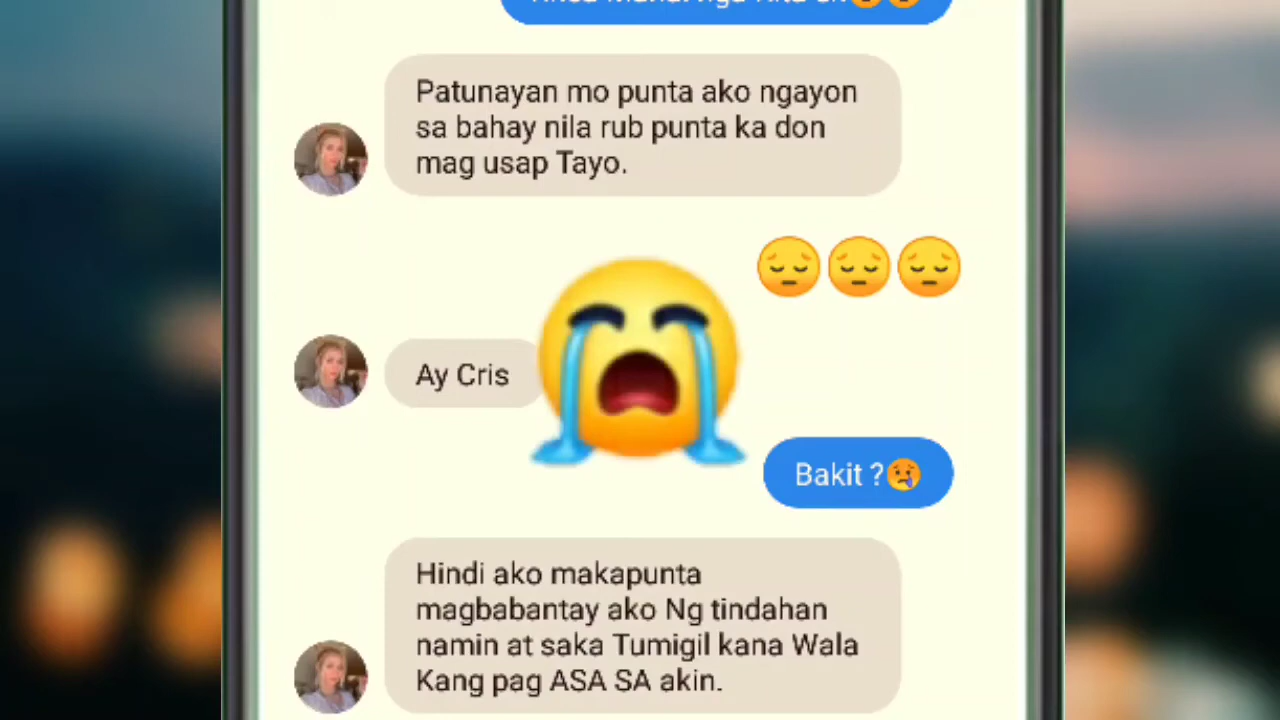 Patunayan mo punta ako ngayon
sa bahay nila rub punta ka don
mag usap Tayo.
😔😔😔
Ay Cris
Bakit ?😢
Hindi ako makapunta
magbabantay ako Ng tindahan
namin at saka Tumigil kana Wala
Kang pag ASA SA akin.